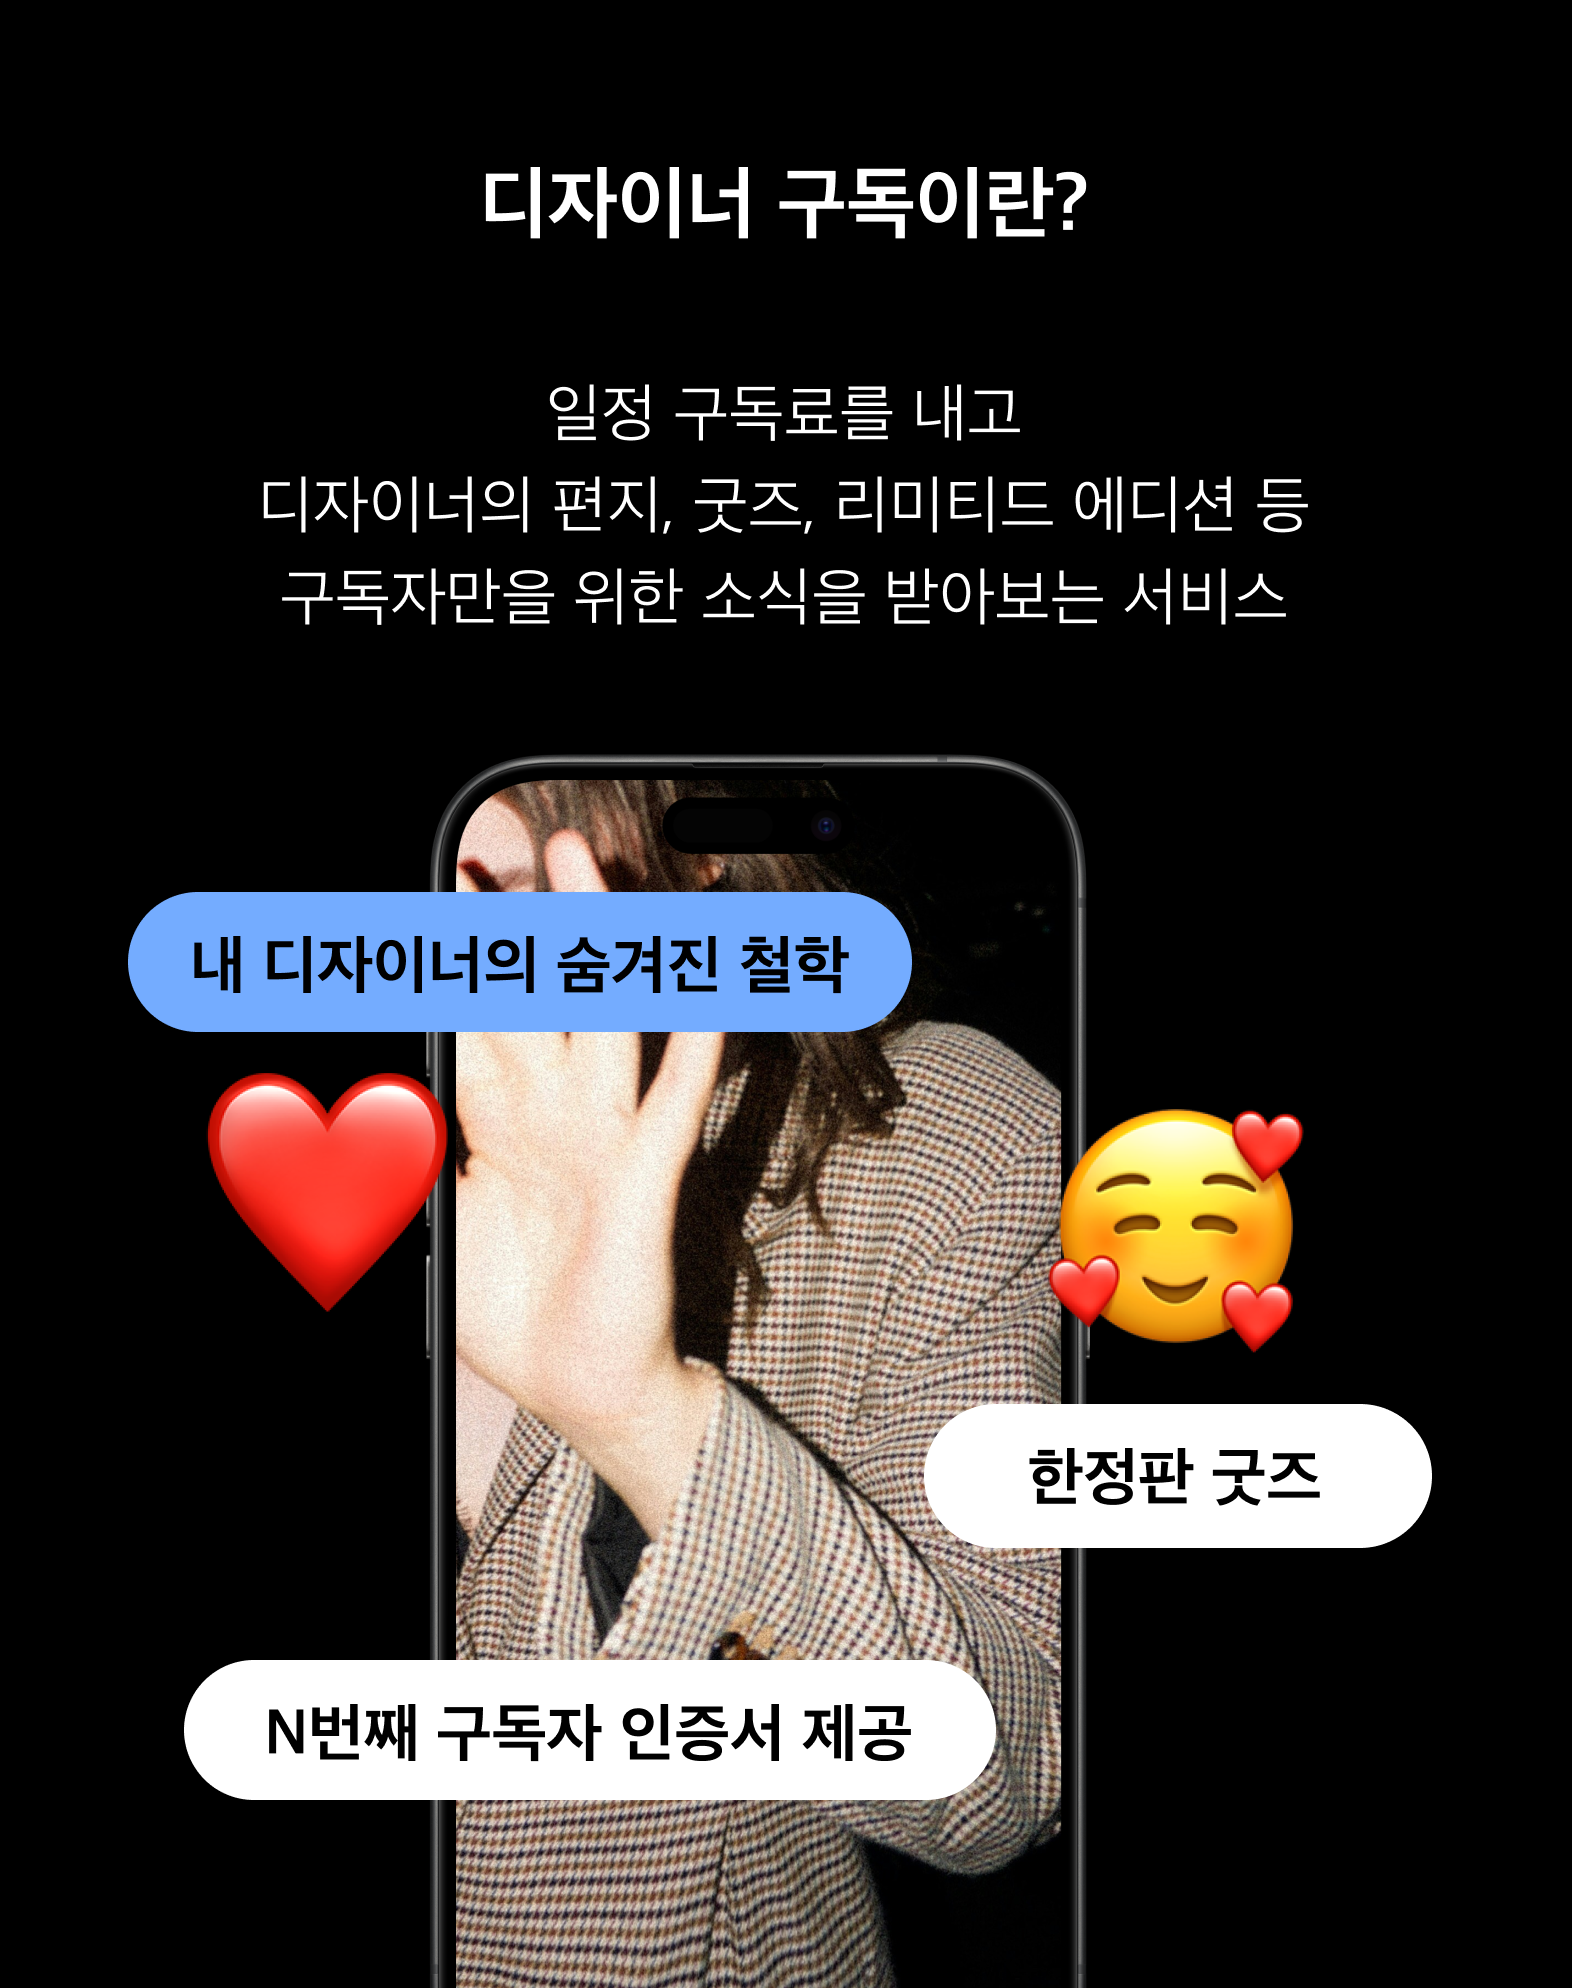 디자이너 구독이란?
일정 구독료를 내고
디자이너의 편지, 굿즈, 리미티드 에디션 등
구독자만을 위한 소식을 받아보는 서비스
내 디자이너의 숨겨진 철학
한정판 굿즈
N번째 구독자 인증서 제공